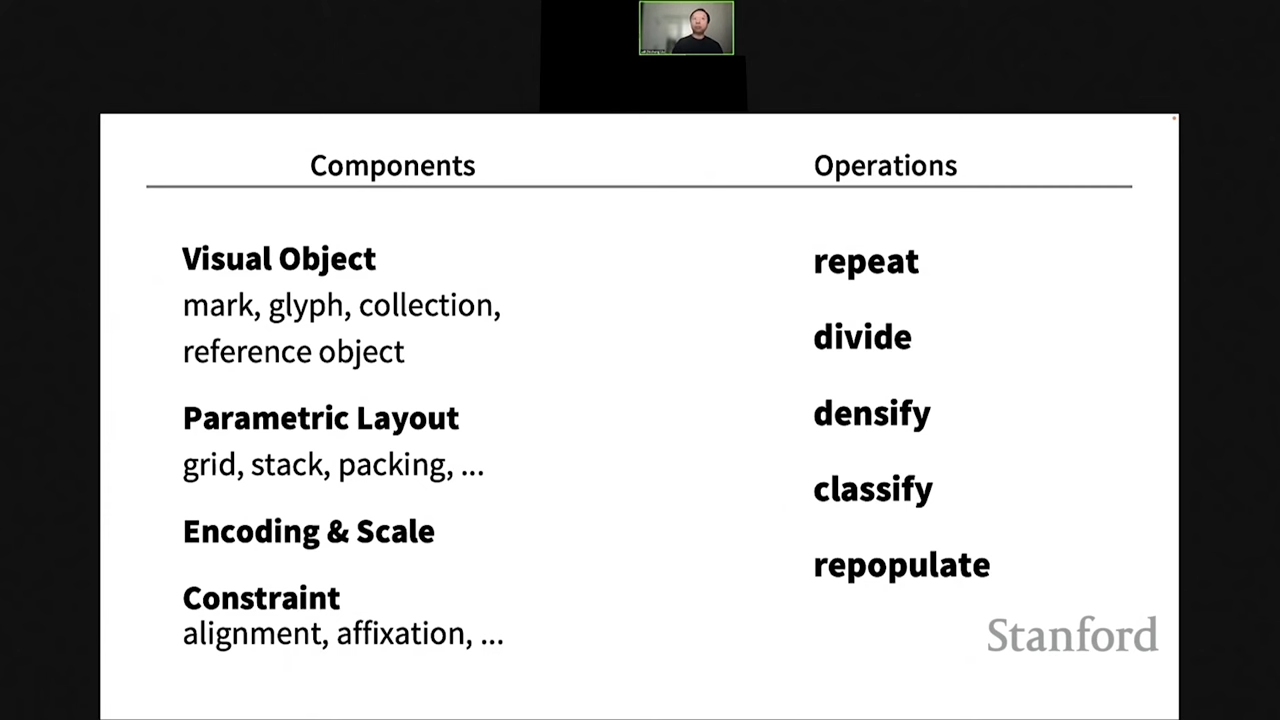 Components
Operations
Visual Object
mark, glyph, collection,
reference object
Parametric Layout
grid, stack, packing, ...
Encoding & Scale
Constraint
alignment, affixation, ...
repeat
divide
densify
classify
repopulate
Stanford